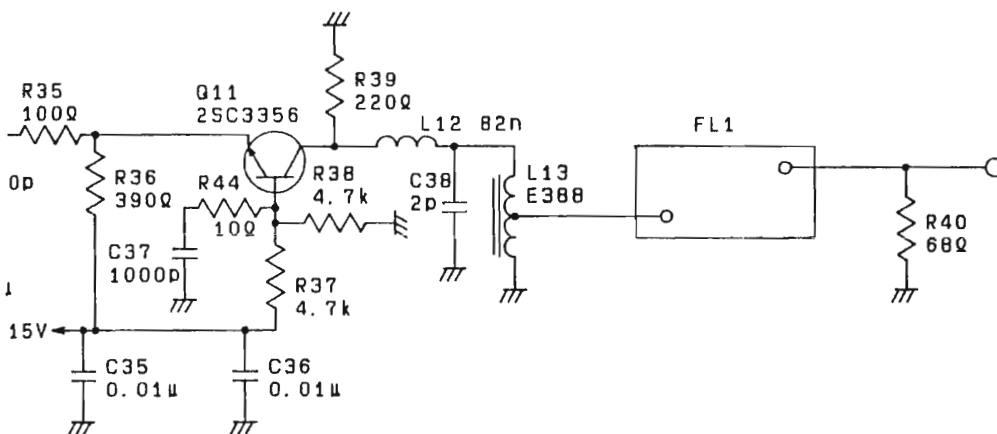 R35
100Ω
Q11
2SC3356
R39
220Ω
L12 82n
FL1
0p
R36
390Ω
R44
10Ω
R38
4.7k
C38
2p
L13
E388
R40
68Ω
C37
1000p
R37
4.7k
μ
15V
C35
0.01μ
C36
0.01μ